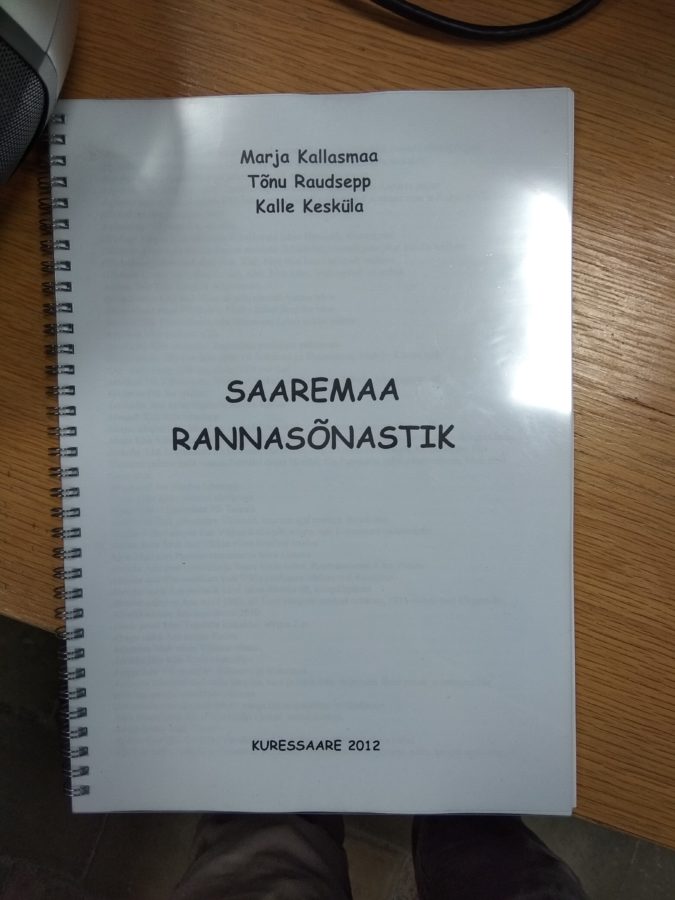 Marja Kallasmaa
Tõnu Raudsepp
Kalle Kesküla
SAAREMAA
RANNASÕNASTIK
KURESSAARE 2012